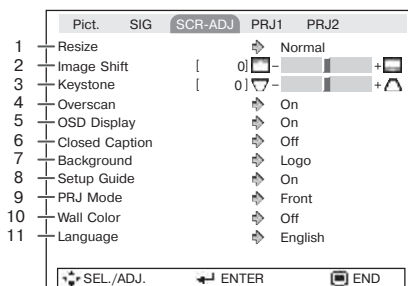 Pict. SIG SCR-ADJ PRJ1 PRJ2
1 Resize Normal
2 Image Shift [ 0] - +
3 Keystone [ 0] - +
4 Overscan On
5 OSD Display On
6 Closed Caption Off
7 Background Logo
8 Setup Guide On
9 PRJ Mode Front
10 Wall Color Off
11 Language English
SEL./ADJ. ENTER END